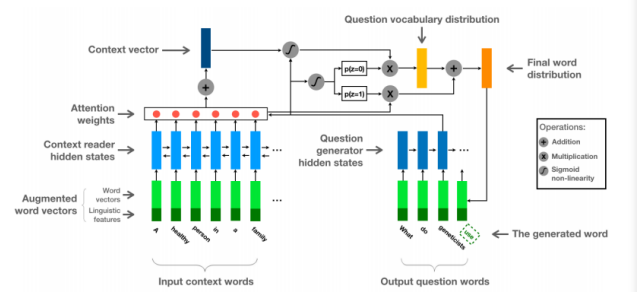 Question vocabulary distribution
Context vector
p(z=0)
p(z=1)
Final word
distribution
Attention
weights
Context reader
hidden states
Question
generator
hidden states
Operations:
+ Addition
x Multiplication
Sigmoid
non-linearity
...
...
Augmented
word vectors
Word
vectors
Linguistic
features
...
...
A healthy person in a family
What do geneticists use
The generated word
Input context words
Output question words